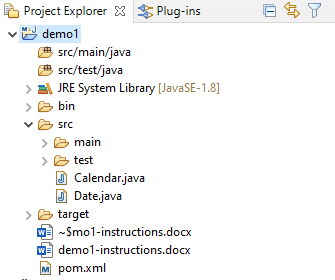 Project Explorer Plug-ins
demo1
src/main/java
src/test/java
JRE System Library [JavaSE-1.8]
bin
src
main
test
Calendar.java
Date.java
target
~$mo1-instructions.docx
demo1-instructions.docx
pom.xml